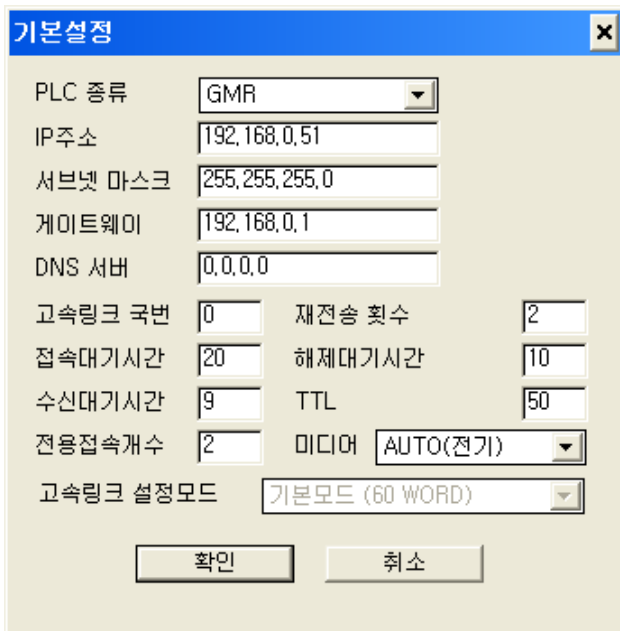 기본설정
PLC 종류 GMR
IP주소 192,168,0,51
서브넷 마스크 255,255,255,0
게이트웨이 192,168,0,1
DNS 서버 0,0,0,0
고속링크 국번 0 재전송 횟수 2
접속대기시간 20 해제대기시간 10
수신대기시간 9 TTL 50
전용접속개수 2 미디어 AUTO(전기)
고속링크 설정모드 기본모드 (60 WORD)
확인 취소